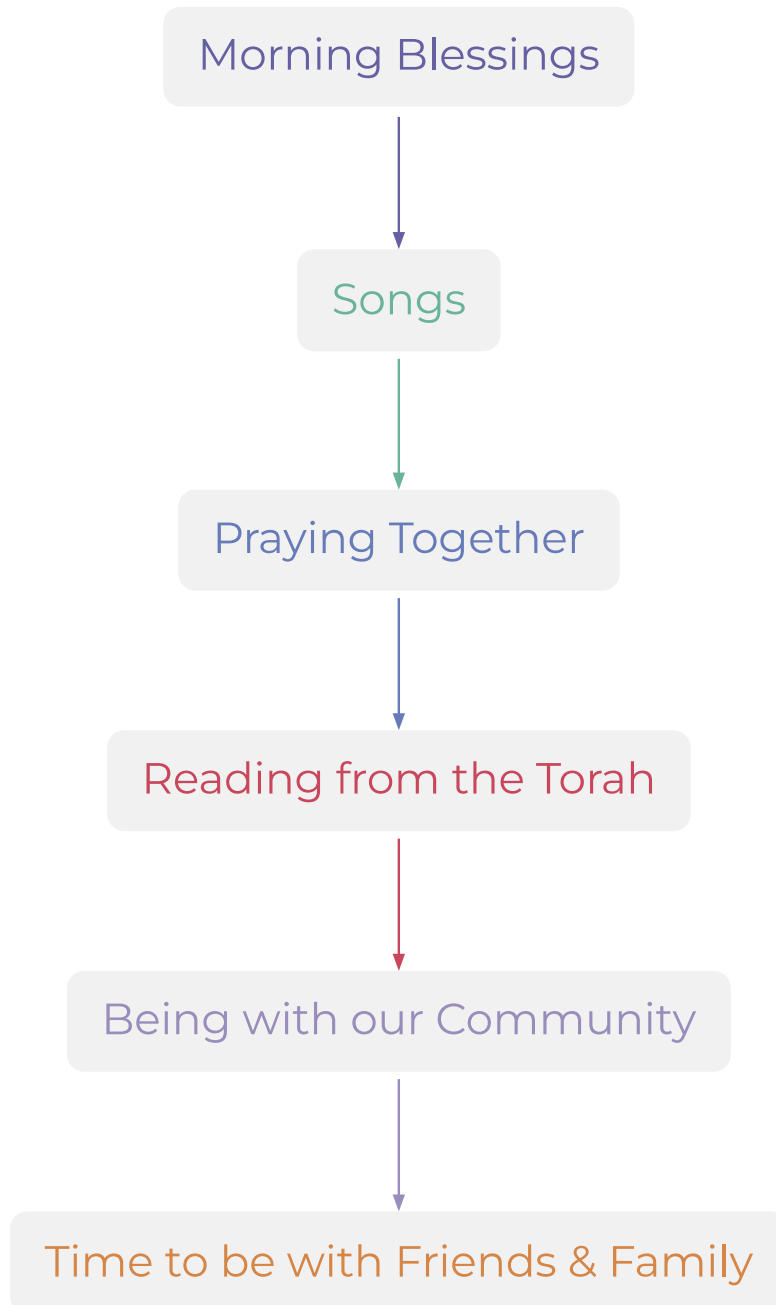 Morning Blessings
Songs
Praying Together
Reading from the Torah
Being with our Community
Time to be with Friends & Family